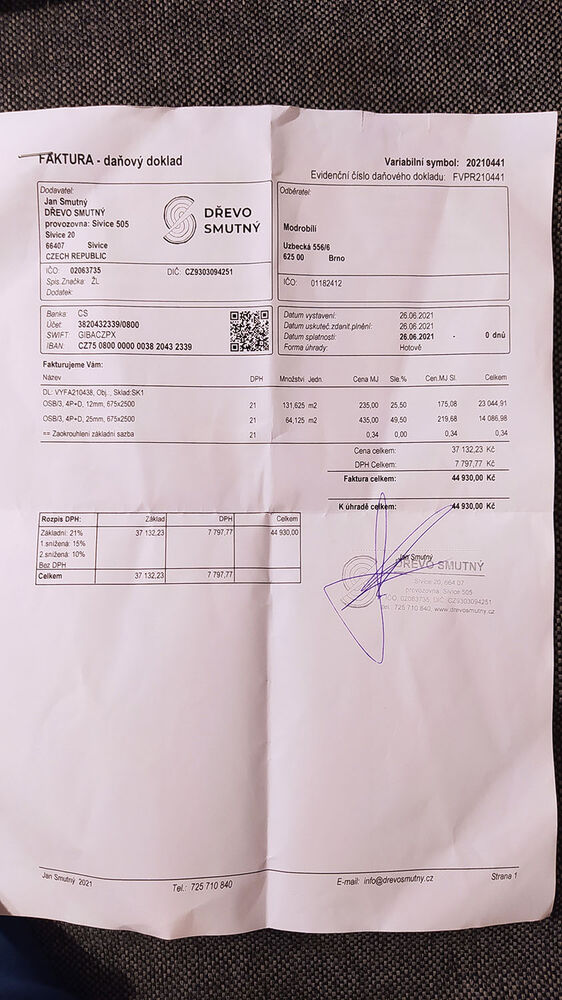 FAKTURA - daňový doklad
Variabilní symbol: 20210441
Evidenční číslo daňového dokladu: FVPR210441
Dodavatel:
Jan Smutný
DŘEVO SMUTNÝ
provozovna: Sivice 505
Sivice 20
66407 Sivice
CZECH REPUBLIC
DŘEVO
SMUTNÝ
IČO: 02063735 DIČ: CZ9303094251
Spis.Značka: ŽL
Dodatek:
Odběratel:
Modrobílí
Uzbecká 556/6
625 00 Brno
IČO: 01182412
Banka: CS
Účet: 3820432339/0800
SWIFT: GIBACZPX
IBAN: CZ75 0800 0000 0038 2043 2339
Datum vystavení: 26.06.2021
Datum uskuteč.zdanit.plnění: 26.06.2021
Datum splatnosti: 26.06.2021 - 0 dnů
Forma úhrady: Hotově
Fakturujeme Vám:
Název DPH Množství Jedn. Cena MJ Sle.% Cen.MJ Sl. Celkem
DL: VYFA210438, Obj.:, Sklad:SK1
OSB/3, 4P+D, 12mm, 675x2500 21 131,625 m2 235,00 25,50 175,08 23 044,91
OSB/3, 4P+D, 25mm, 675x2500 21 64,125 m2 435,00 49,50 219,68 14 086,98
== Zaokrouhlení základní sazba 21 0,34 0,00 0,34 0,34
Cena celkem: 37 132,23 Kč
DPH Celkem: 7 797,77 Kč
Faktura celkem: 44 930,00 Kč
K úhradě celkem: 44 930,00 Kč
Rozpis DPH: Základ DPH Celkem
Základní: 21% 37 132,23 7 797,77 44 930,00
1.snížená: 15%
2.snížená: 10%
Bez DPH
Celkem 37 132,23 7 797,77
Jan Smutný
DŘEVO SMUTNÝ
Sivice 20, 664 07
provozovna: Sivice 505
IČO: 02063735, DIČ: CZ9303094251
tel.: 725 710 840, www.drevosmutny.cz
Jan Smutný 2021 Tel.: 725 710 840 E-mail: info@drevosmutny.cz Strana 1